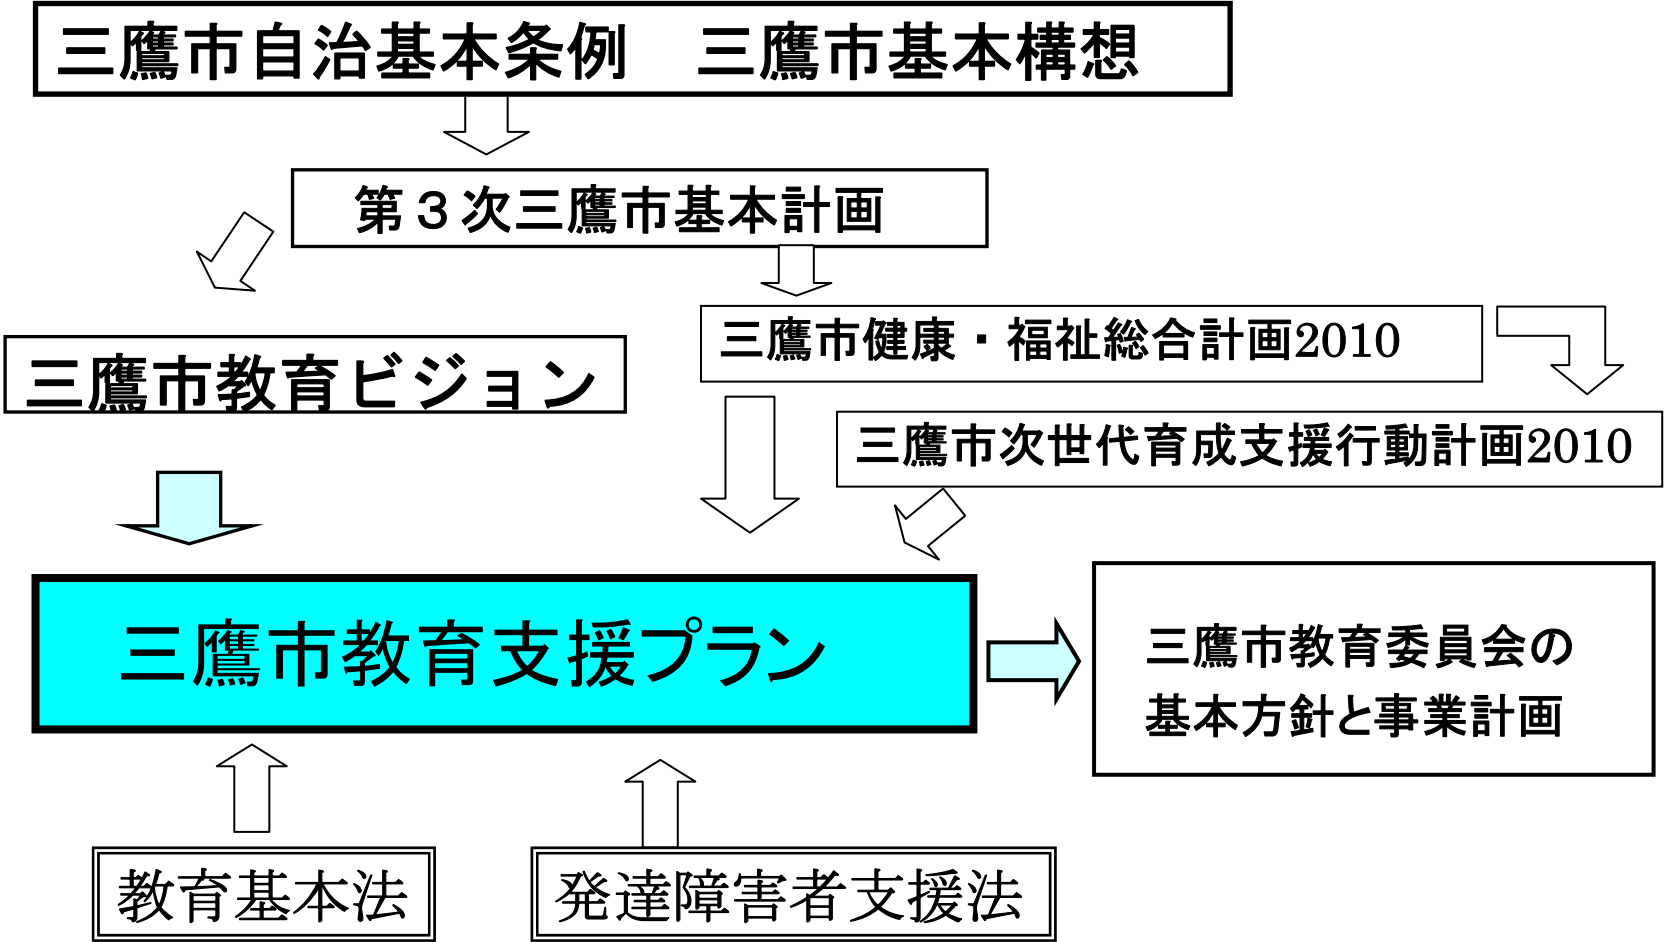 三鷹市自治基本条例　三鷹市基本構想
第３次三鷹市基本計画
三鷹市健康・福祉総合計画2010
三鷹市教育ビジョン
三鷹市次世代育成支援行動計画2010
三鷹市教育支援プラン
三鷹市教育委員会の
基本方針と事業計画
教育基本法
発達障害者支援法